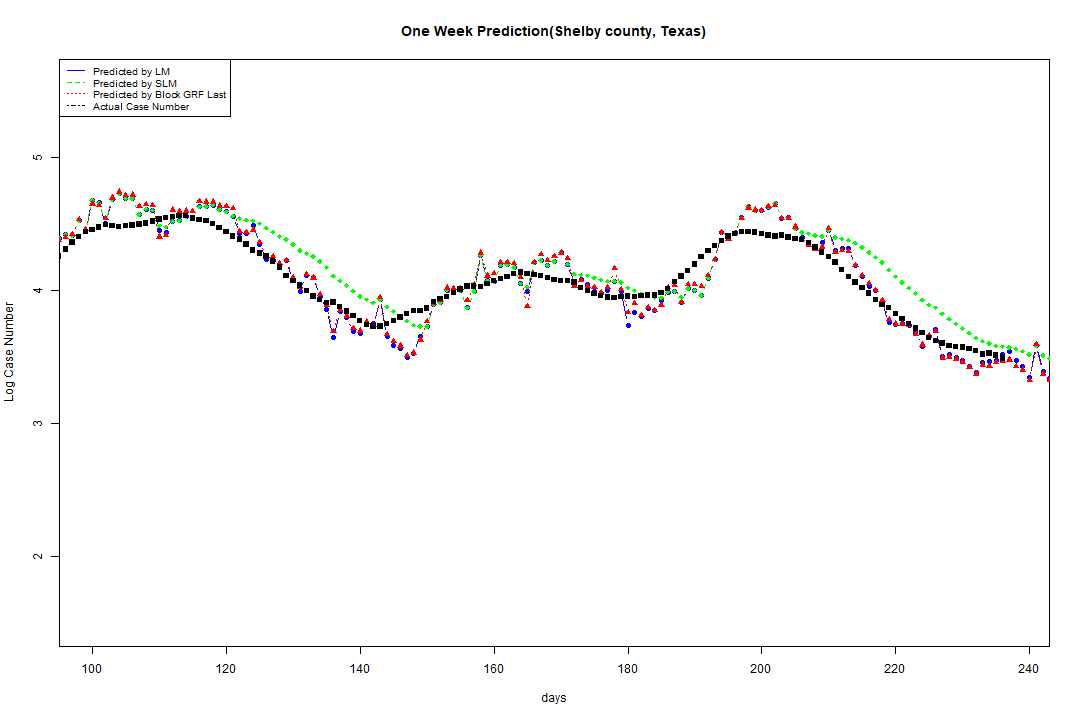 One Week Prediction(Shelby county, Texas)
Predicted by LM
Predicted by SLM
Predicted by Block GRF Last
Actual Case Number
5
4
3
2
Log Case Number
100 120 140 160 180 200 220 240
days